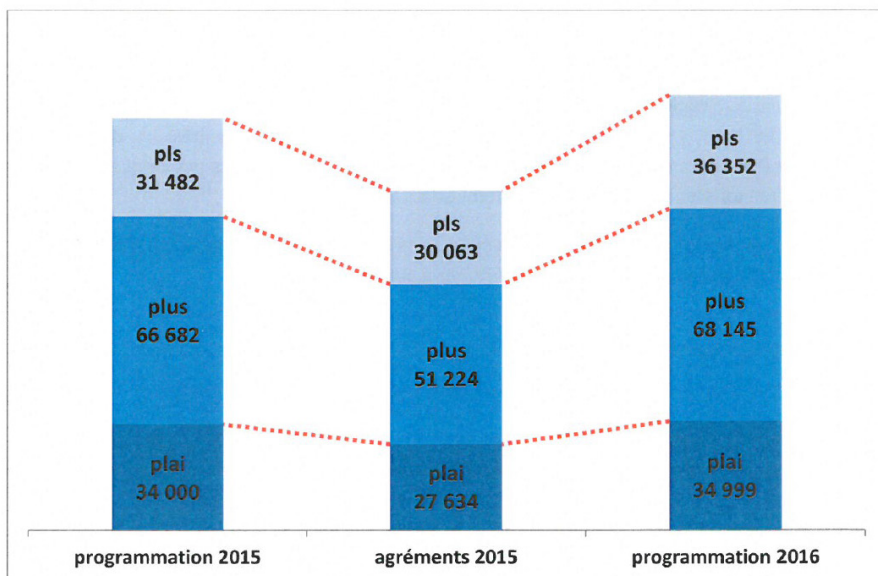 pls
31 482
plus
66 682
plai
34 000
pls
30 063
plus
51 224
plai
27 634
pls
36 352
plus
68 145
plai
34 999
programmation 2015
agréments 2015
programmation 2016